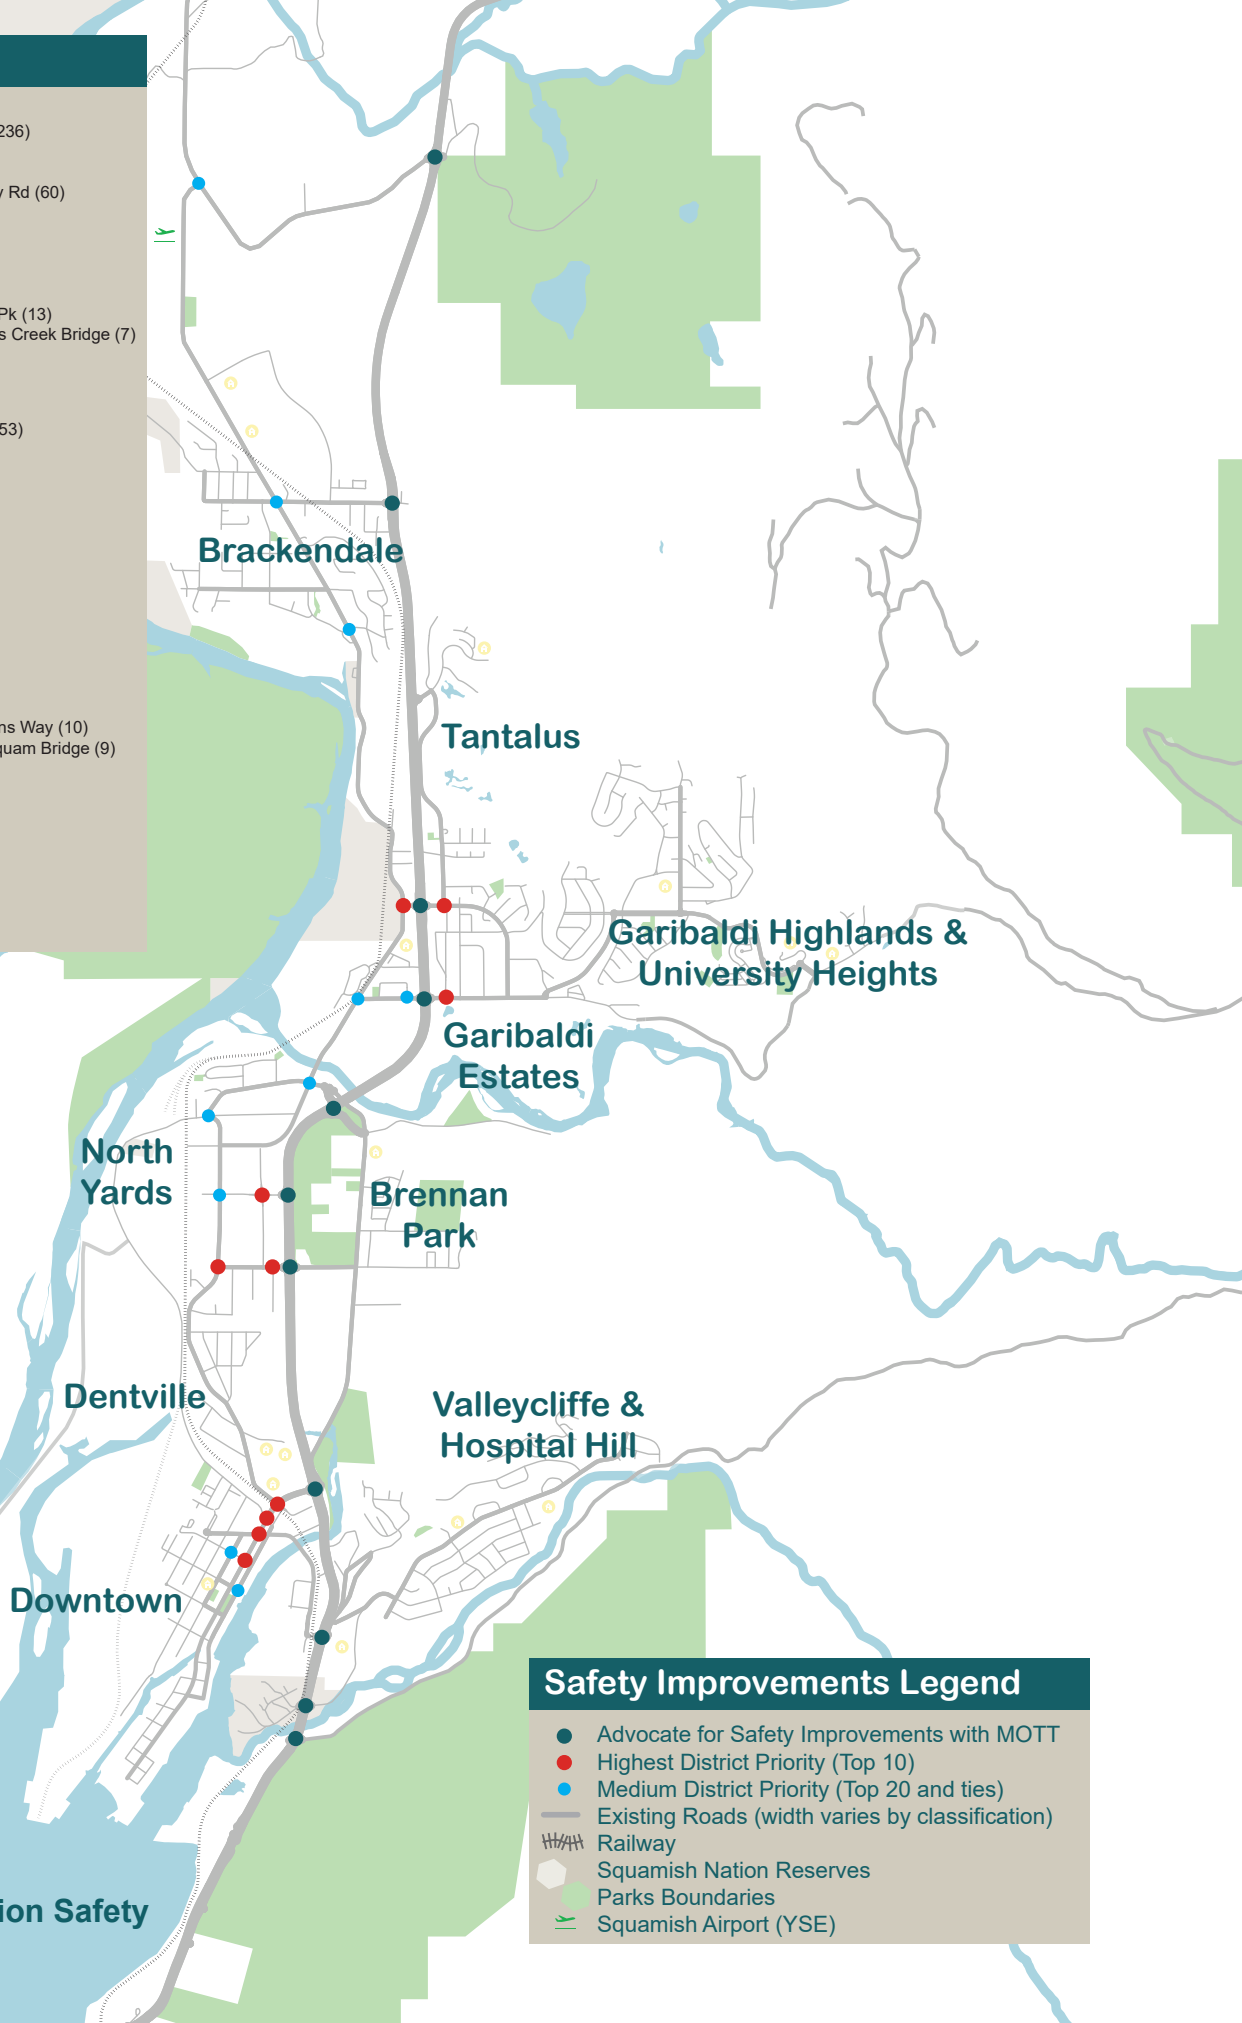 236)
y Rd (60)
Pk (13)
s Creek Bridge (7)
53)
ns Way (10)
quam Bridge (9)
Brackendale
Tantalus
Garibaldi Highlands &
University Heights
Garibaldi
Estates
North
Yards
Brennan
Park
Dentville
Valleycliffe &
Hospital Hill
Downtown
ion Safety
Safety Improvements Legend
Advocate for Safety Improvements with MOTT
Highest District Priority (Top 10)
Medium District Priority (Top 20 and ties)
Existing Roads (width varies by classification)
Railway
Squamish Nation Reserves
Parks Boundaries
Squamish Airport (YSE)